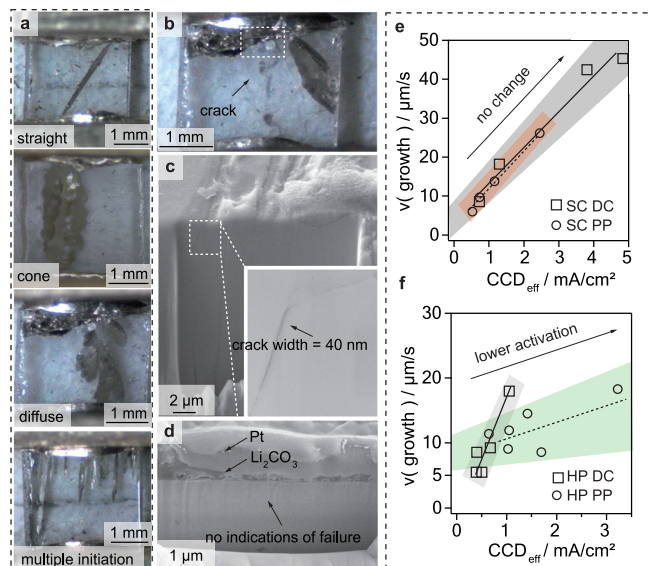 a
straight
1 mm
cone
1 mm
diffuse
1 mm
multiple initiation
1 mm
b
crack
1 mm
c
crack width = 40 nm
2 µm
d
Pt
Li₂CO₃
no indications of failure
1 µm
e
v( growth ) / µm/s
50
40
30
20
10
0
no change
SC DC
SC PP
0 1 2 3 4 5
CCDeff / mA/cm²
f
v( growth ) / µm/s
30
20
10
0
lower activation
HP DC
HP PP
0 1 2 3
CCDeff / mA/cm²